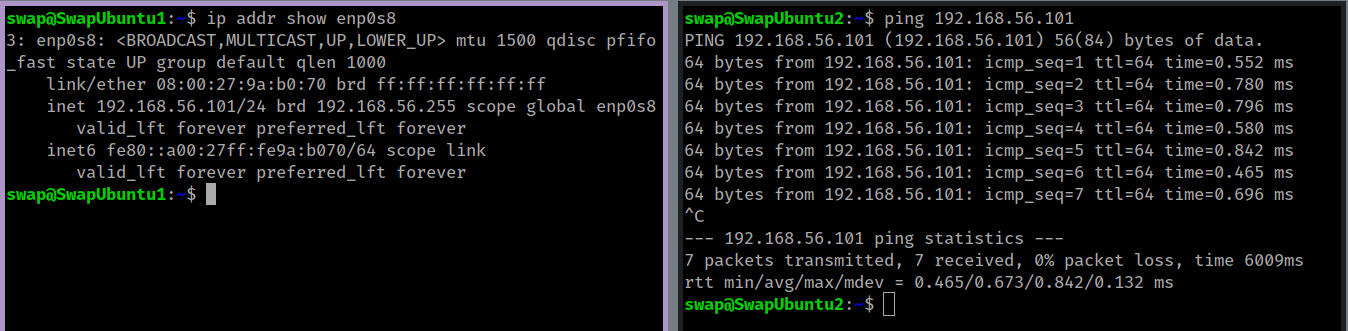 swap@SwapUbuntu1:~$ ip addr show enp0s8
3: enp0s8: <BROADCAST,MULTICAST,UP,LOWER_UP> mtu 1500 qdisc pfifo
_fast state UP group default qlen 1000
    link/ether 08:00:27:9a:b0:70 brd ff:ff:ff:ff:ff:ff
    inet 192.168.56.101/24 brd 192.168.56.255 scope global enp0s8
       valid_lft forever preferred_lft forever
    inet6 fe80::a00:27ff:fe9a:b070/64 scope link
       valid_lft forever preferred_lft forever
swap@SwapUbuntu1:~$
swap@SwapUbuntu2:~$ ping 192.168.56.101
PING 192.168.56.101 (192.168.56.101) 56(84) bytes of data.
64 bytes from 192.168.56.101: icmp_seq=1 ttl=64 time=0.552 ms
64 bytes from 192.168.56.101: icmp_seq=2 ttl=64 time=0.780 ms
64 bytes from 192.168.56.101: icmp_seq=3 ttl=64 time=0.796 ms
64 bytes from 192.168.56.101: icmp_seq=4 ttl=64 time=0.580 ms
64 bytes from 192.168.56.101: icmp_seq=5 ttl=64 time=0.842 ms
64 bytes from 192.168.56.101: icmp_seq=6 ttl=64 time=0.465 ms
64 bytes from 192.168.56.101: icmp_seq=7 ttl=64 time=0.696 ms
^C
--- 192.168.56.101 ping statistics ---
7 packets transmitted, 7 received, 0% packet loss, time 6009ms
rtt min/avg/max/mdev = 0.465/0.673/0.842/0.132 ms
swap@SwapUbuntu2:~$